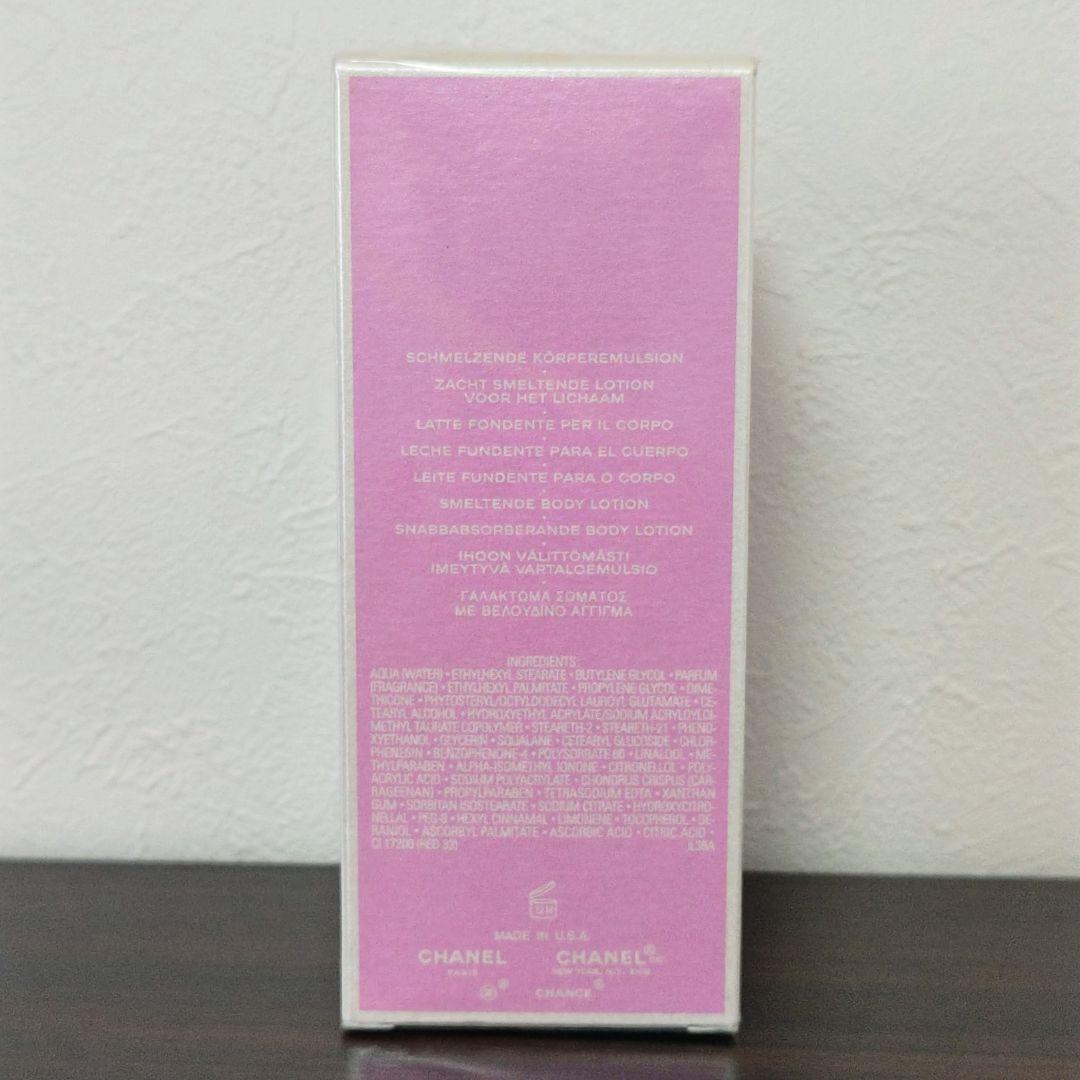 SCHMELZENDE KÖRPEREMULSION
ZACHT SMELTENDE LOTION
VOOR HET LICHAAM
LATTE FONDENTE PER IL CORPO
LECHE FUNDENTE PARA EL CUERPO
LEITE FUNDENTE PARA O CORPO
SMELTENDE BODY LOTION
SNABBABSORBERANDE BODY LOTION
IHOON VÄLITTÖMÄSTI
IMEYTYVÄ VARTALOEMULSIO
ΓΑΛΑΚΤΩΜΑ ΣΩΜΑΤΟΣ
ΜΕ ΒΕΛΟΥΔΙΝΟ ΑΓΓΙΓΜΑ
INGREDIENTS:
AQUA (WATER) • ETHYLHEXYL STEARATE • BUTYLENE GLYCOL • PARFUM
(FRAGRANCE) • ETHYLHEXYL PALMITATE • PROPYLENE GLYCOL • DIME-
THICONE • PHYTOSTERYL/OCTYLDODECYL LAUROYL GLUTAMATE • CE-
TEARYL ALCOHOL • HYDROXYETHYL ACRYLATE/SODIUM ACRYLOYLDI-
METHYL TAURATE COPOLYMER • STEARETH-2 • STEARETH-21 • PHENO-
XYETHANOL • GLYCERIN • SQUALANE • CETEARYL GLUCOSIDE • CHLOR-
PHENESIN • BENZOPHENONE-4 • POLYSORBATE 60 • LINALOOL • ME-
THYLPARABEN • ALPHA-ISOMETHYL IONONE • CITRONELLOL • POLY-
ACRYLIC ACID • SODIUM POLYACRYLATE • CHONDRUS CRISPUS (CAR-
RAGEENAN) • PROPYLPARABEN • TETRASODIUM EDTA • XANTHAN
GUM • SORBITAN ISOSTEARATE • SODIUM CITRATE • HYDROXYCITRO-
NELLAL • PEG-8 • HEXYL CINNAMAL • LIMONENE • TOCOPHEROL • GE-
RANIOL • ASCORBYL PALMITATE • ASCORBIC ACID • CITRIC ACID •
CI 17200 (RED 33) IL36A
12 M
MADE IN U.S.A.
CHANEL CHANEL® INC.
PARIS NEW YORK, N.Y.
CHANCE®